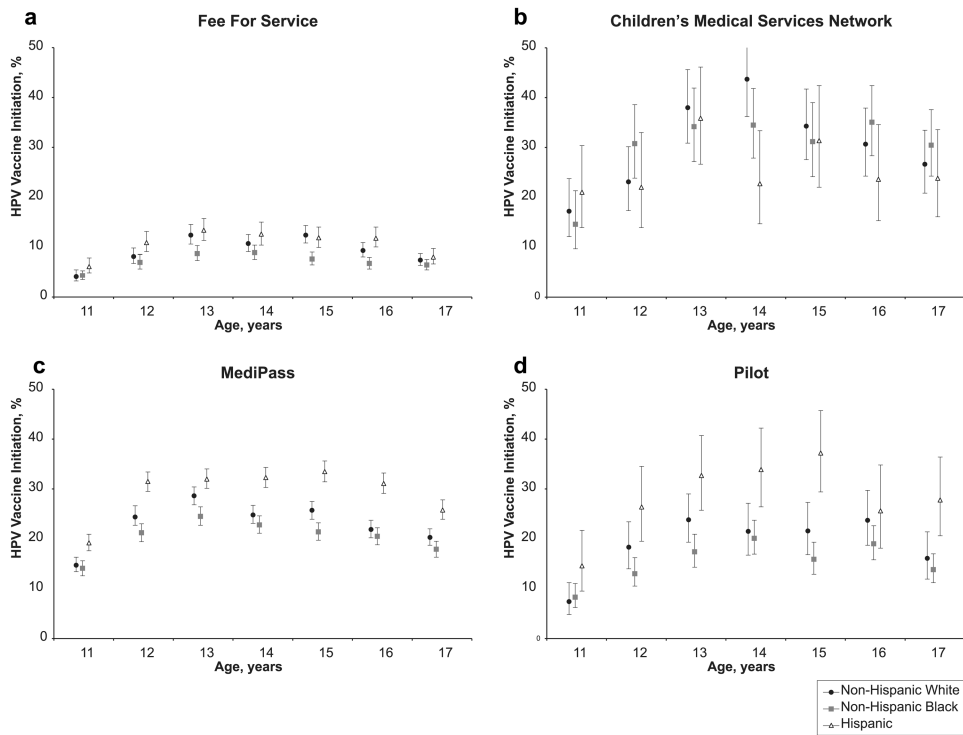 a
Fee For Service
HPV Vaccine Initiation, %
50
40
30
20
10
0
11 12 13 14 15 16 17
Age, years
b
Children’s Medical Services Network
HPV Vaccine Initiation, %
50
40
30
20
10
0
11 12 13 14 15 16 17
Age, years
c
MediPass
HPV Vaccine Initiation, %
50
40
30
20
10
0
11 12 13 14 15 16 17
Age, years
d
Pilot
HPV Vaccine Initiation, %
50
40
30
20
10
0
11 12 13 14 15 16 17
Age, years
Non-Hispanic White
Non-Hispanic Black
Hispanic